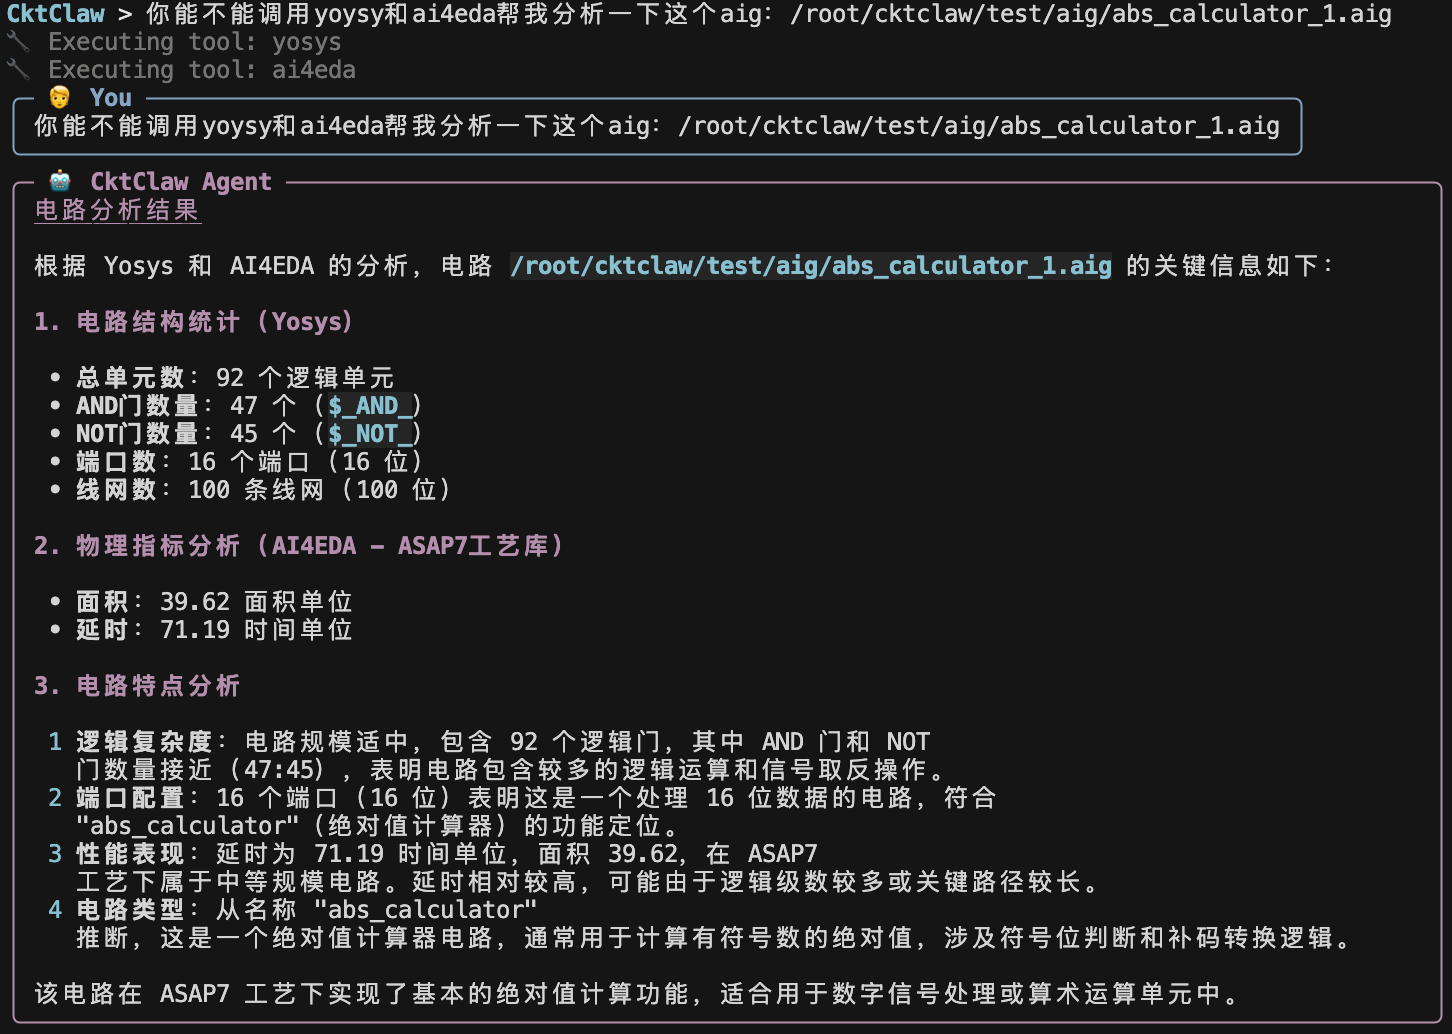 CktClaw > 你能不能调用yoysy和ai4eda帮我分析一下这个aig：/root/cktclaw/test/aig/abs_calculator_1.aig
🔧 Executing tool: yosys
🔧 Executing tool: ai4eda
👨 You
你能不能调用yoysy和ai4eda帮我分析一下这个aig：/root/cktclaw/test/aig/abs_calculator_1.aig
🤖 CktClaw Agent
电路分析结果
根据 Yosys 和 AI4EDA 的分析，电路 /root/cktclaw/test/aig/abs_calculator_1.aig 的关键信息如下：
1. 电路结构统计（Yosys）
• 总单元数：92 个逻辑单元
• AND门数量：47 个（$_AND_）
• NOT门数量：45 个（$_NOT_）
• 端口数：16 个端口（16 位）
• 线网数：100 条线网（100 位）
2. 物理指标分析（AI4EDA - ASAP7工艺库）
• 面积：39.62 面积单位
• 延时：71.19 时间单位
3. 电路特点分析
1 逻辑复杂度：电路规模适中，包含 92 个逻辑门，其中 AND 门和 NOT
门数量接近（47:45），表明电路包含较多的逻辑运算和信号取反操作。
2 端口配置：16 个端口（16 位）表明这是一个处理 16 位数据的电路，符合
"abs_calculator"（绝对值计算器）的功能定位。
3 性能表现：延时为 71.19 时间单位，面积 39.62，在 ASAP7
工艺下属于中等规模电路。延时相对较高，可能由于逻辑级数较多或关键路径较长。
4 电路类型：从名称 "abs_calculator"
推断，这是一个绝对值计算器电路，通常用于计算有符号数的绝对值，涉及符号位判断和补码转换逻辑。
该电路在 ASAP7 工艺下实现了基本的绝对值计算功能，适合用于数字信号处理或算术运算单元中。